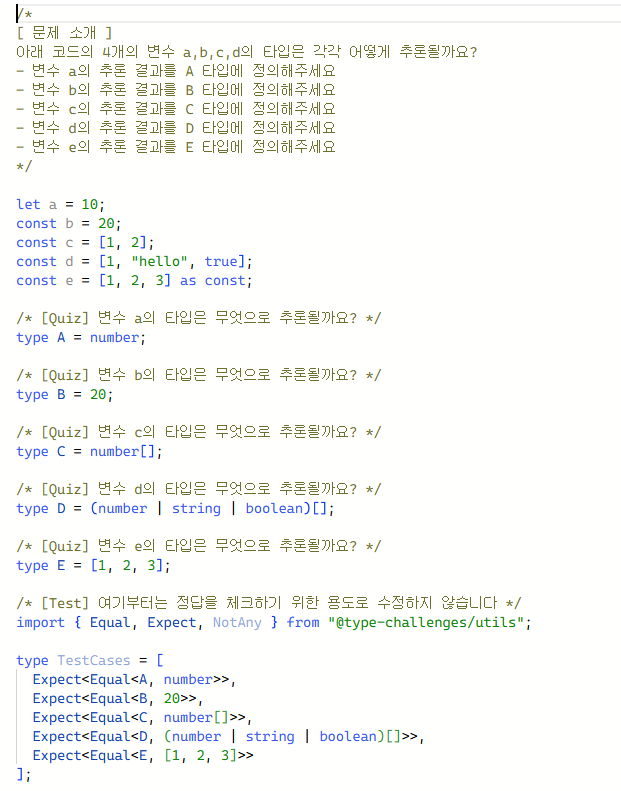 /*
[ 문제 소개 ]
아래 코드의 4개의 변수 a,b,c,d의 타입은 각각 어떻게 추론될까요?
- 변수 a의 추론 결과를 A 타입에 정의해주세요
- 변수 b의 추론 결과를 B 타입에 정의해주세요
- 변수 c의 추론 결과를 C 타입에 정의해주세요
- 변수 d의 추론 결과를 D 타입에 정의해주세요
- 변수 e의 추론 결과를 E 타입에 정의해주세요
*/
let a = 10;
const b = 20;
const c = [1, 2];
const d = [1, "hello", true];
const e = [1, 2, 3] as const;
/* [Quiz] 변수 a의 타입은 무엇으로 추론될까요? */
type A = number;
/* [Quiz] 변수 b의 타입은 무엇으로 추론될까요? */
type B = 20;
/* [Quiz] 변수 c의 타입은 무엇으로 추론될까요? */
type C = number[];
/* [Quiz] 변수 d의 타입은 무엇으로 추론될까요? */
type D = (number | string | boolean)[];
/* [Quiz] 변수 e의 타입은 무엇으로 추론될까요? */
type E = [1, 2, 3];
/* [Test] 여기부터는 정답을 체크하기 위한 용도로 수정하지 않습니다 */
import { Equal, Expect, NotAny } from "@type-challenges/utils";
type TestCases = [
Expect<Equal<A, number>>,
Expect<Equal<B, 20>>,
Expect<Equal<C, number[]>>,
Expect<Equal<D, (number | string | boolean)[]>>,
Expect<Equal<E, [1, 2, 3]>>
];